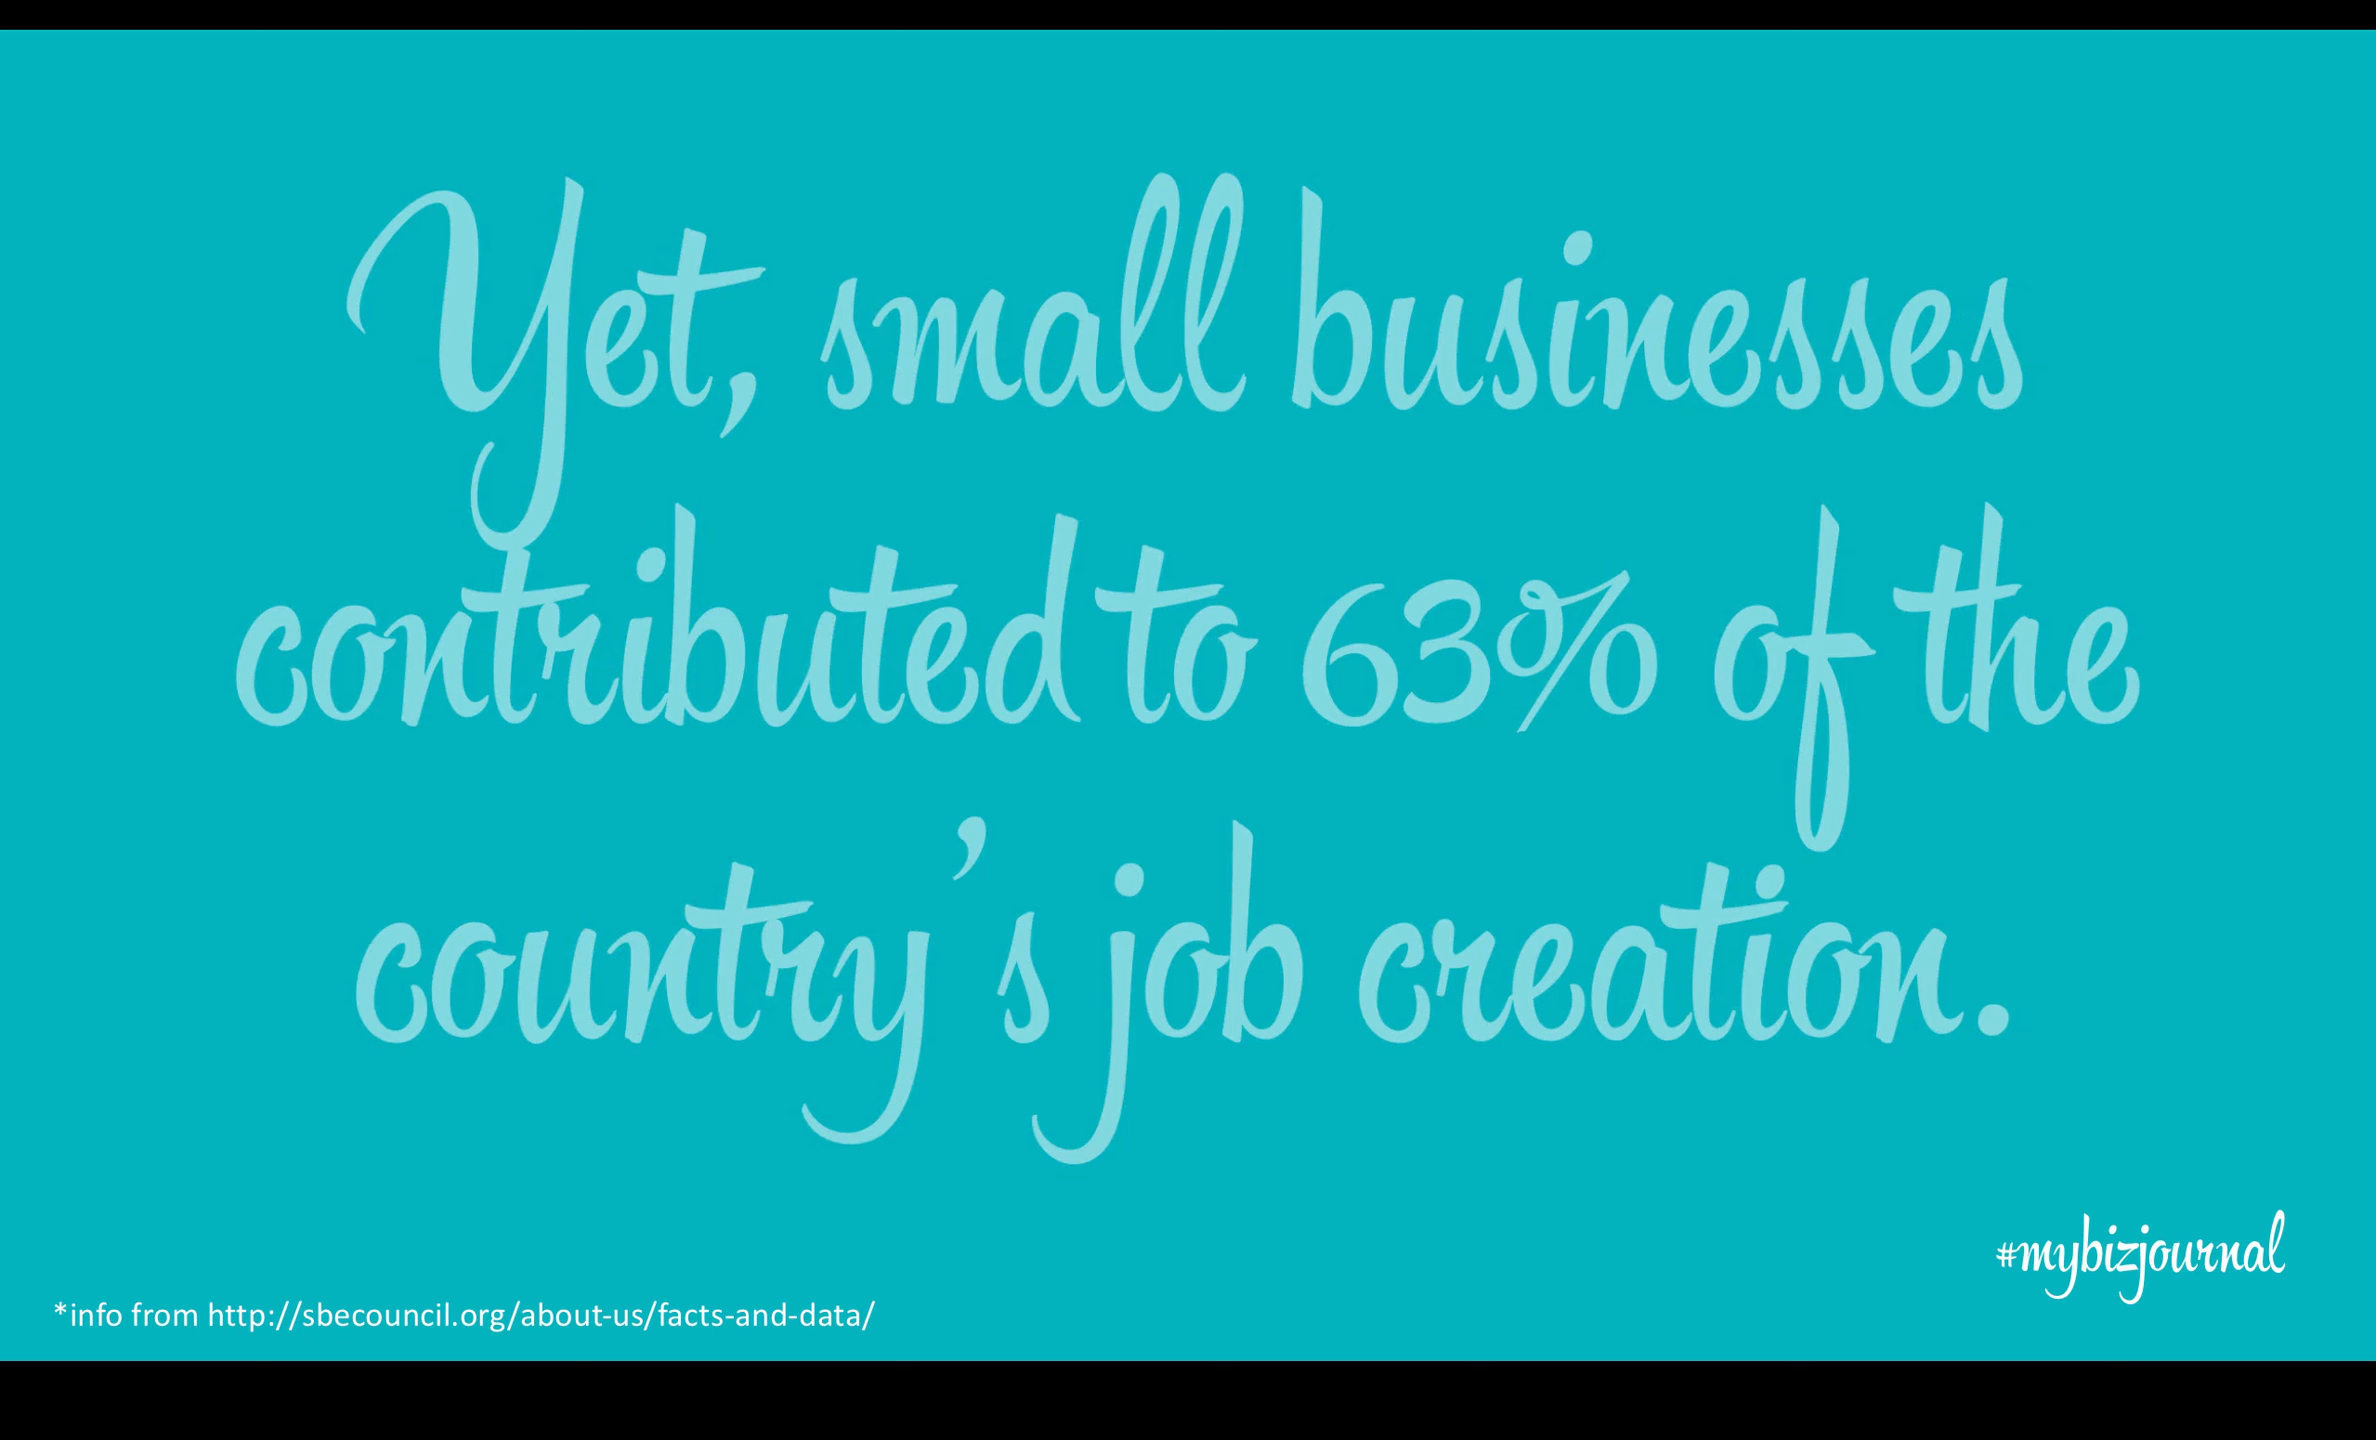 Yet, small businesses
contributed to 63% of the
country’s job creation.
#mybizjournal
*info from http://sbecouncil.org/about-us/facts-and-data/